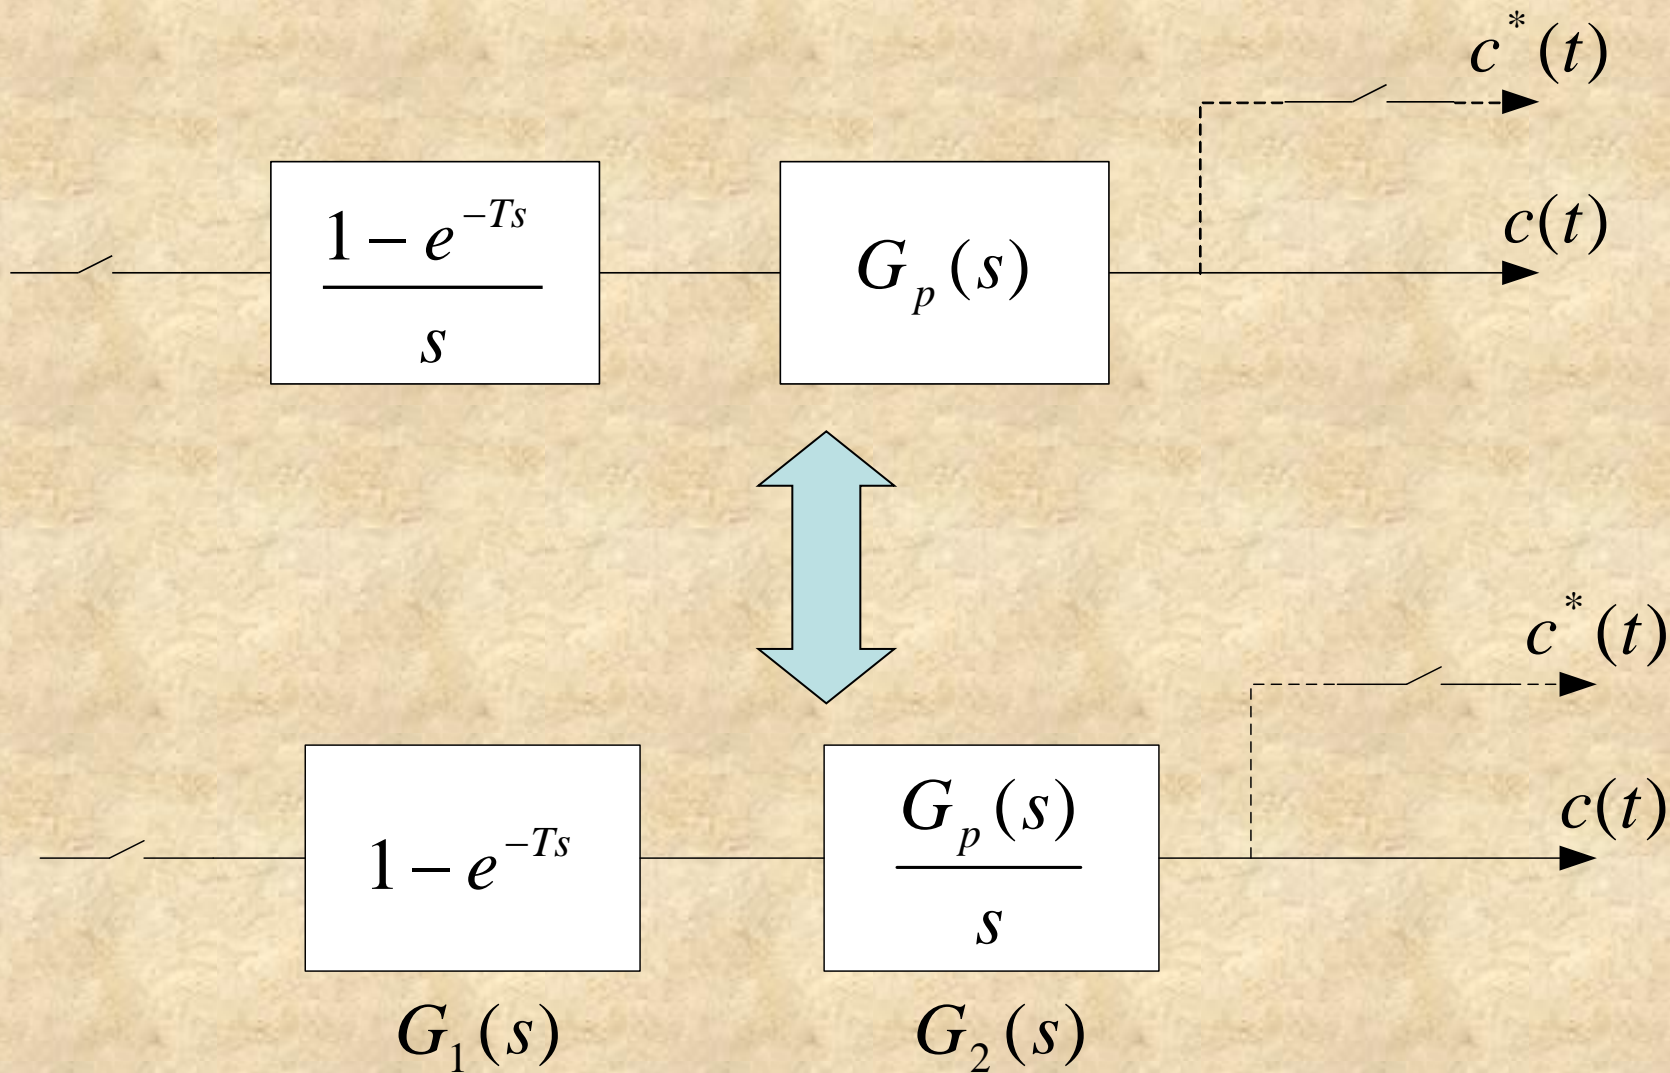 c*(t)
1 − e^{−Ts} / s
G_p(s)
c(t)
c*(t)
1 − e^{−Ts}
G_p(s) / s
c(t)
G_1(s)
G_2(s)